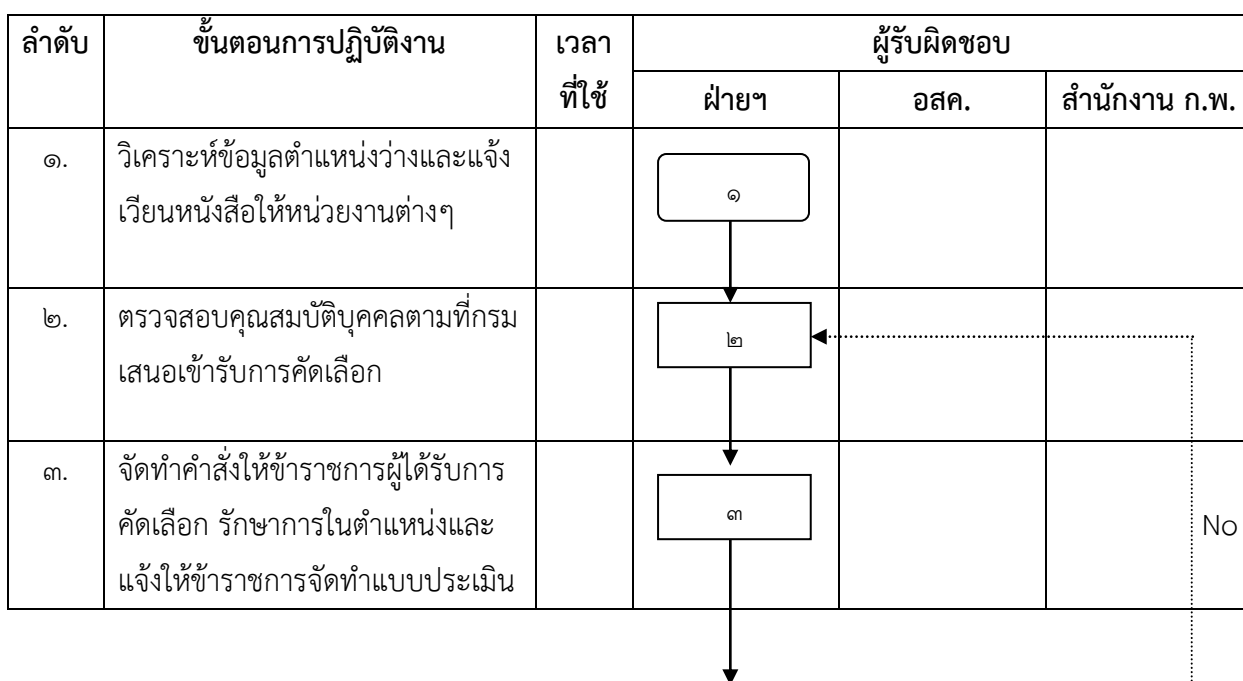 ลำดับ ขั้นตอนการปฏิบัติงาน เวลา ผู้รับผิดชอบ
ที่ใช้ ฝ่ายฯ อสค. สำนักงาน ก.พ.
๑. วิเคราะห์ข้อมูลตำแหน่งว่างและแจ้ง
เวียนหนังสือให้หน่วยงานต่างๆ
๑
๒. ตรวจสอบคุณสมบัติบุคคลตามที่กรม
เสนอเข้ารับการคัดเลือก
๒
๓. จัดทำคำสั่งให้ข้าราชการผู้ได้รับการ
คัดเลือก รักษาการในตำแหน่งและ
แจ้งให้ข้าราชการจัดทำแบบประเมิน
๓
No